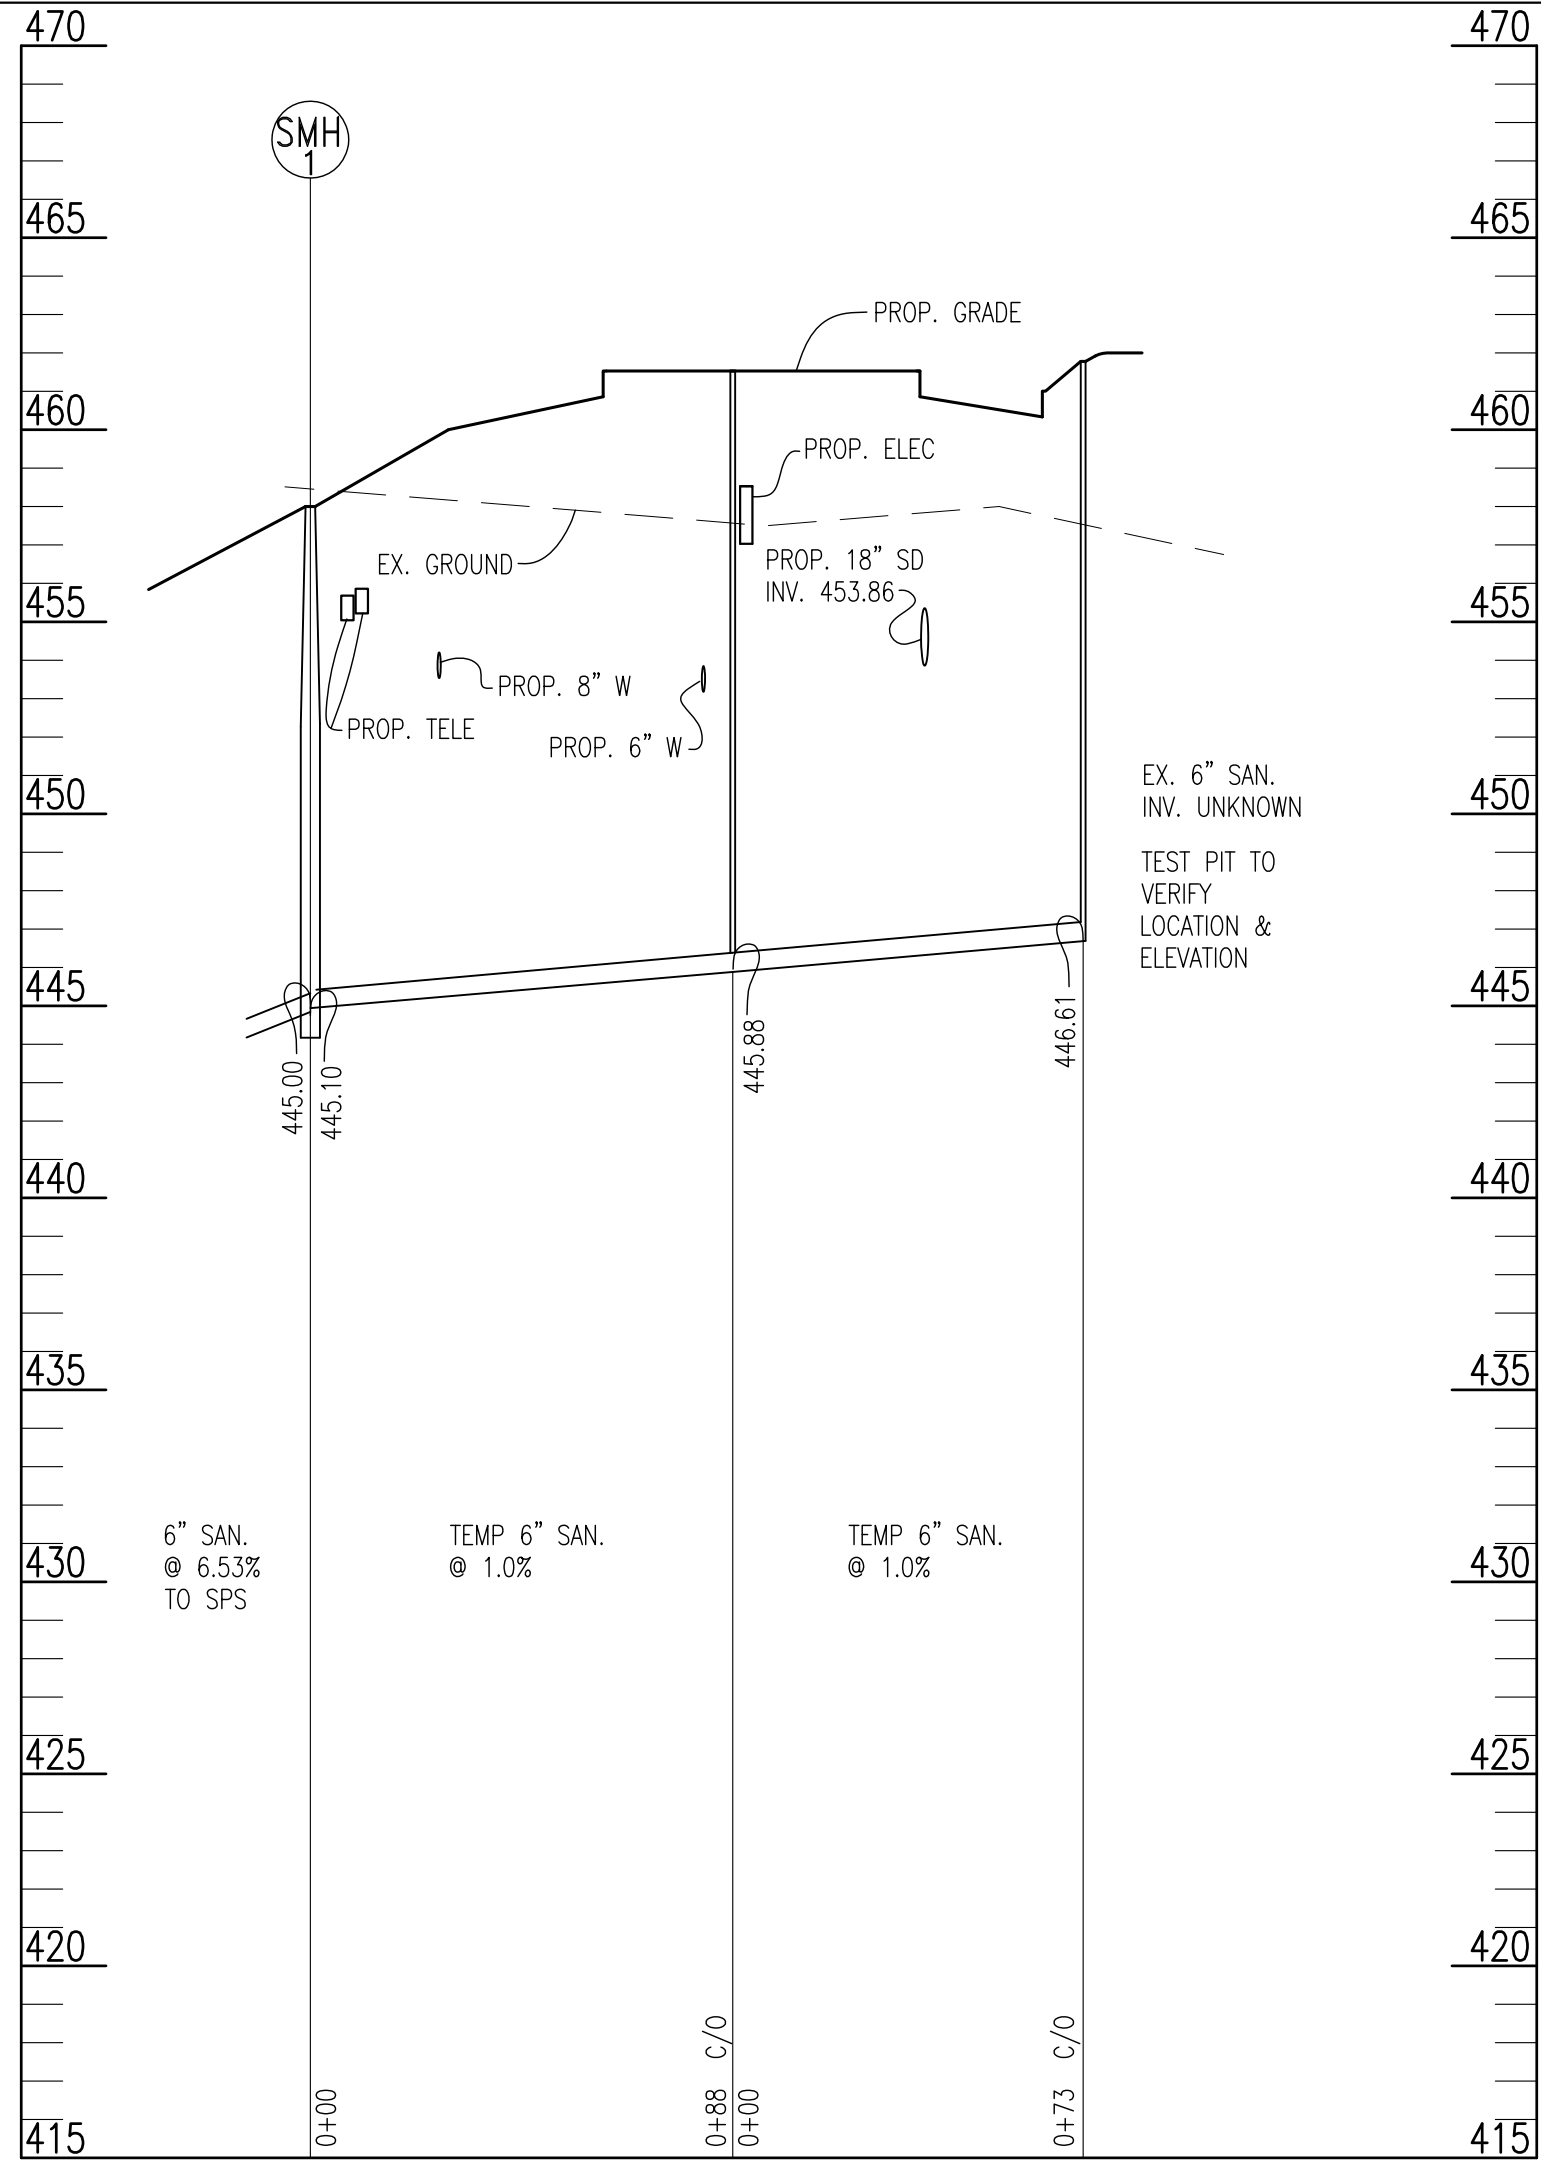 470
470
SMH
1
465
465
PROP. GRADE
460
460
PROP. ELEC
EX. GROUND
PROP. 18” SD
INV. 453.86
455
455
PROP. 8” W
PROP. TELE
PROP. 6” W
EX. 6” SAN.
INV. UNKNOWN
450
450
TEST PIT TO
VERIFY
LOCATION &
ELEVATION
445
445
445.00
445.10
445.88
446.61
440
440
435
435
6” SAN.
@ 6.53%
TO SPS
TEMP 6” SAN.
@ 1.0%
TEMP 6” SAN.
@ 1.0%
430
430
425
425
420
420
0+00
0+88 C/O
0+00
0+73 C/O
415
415